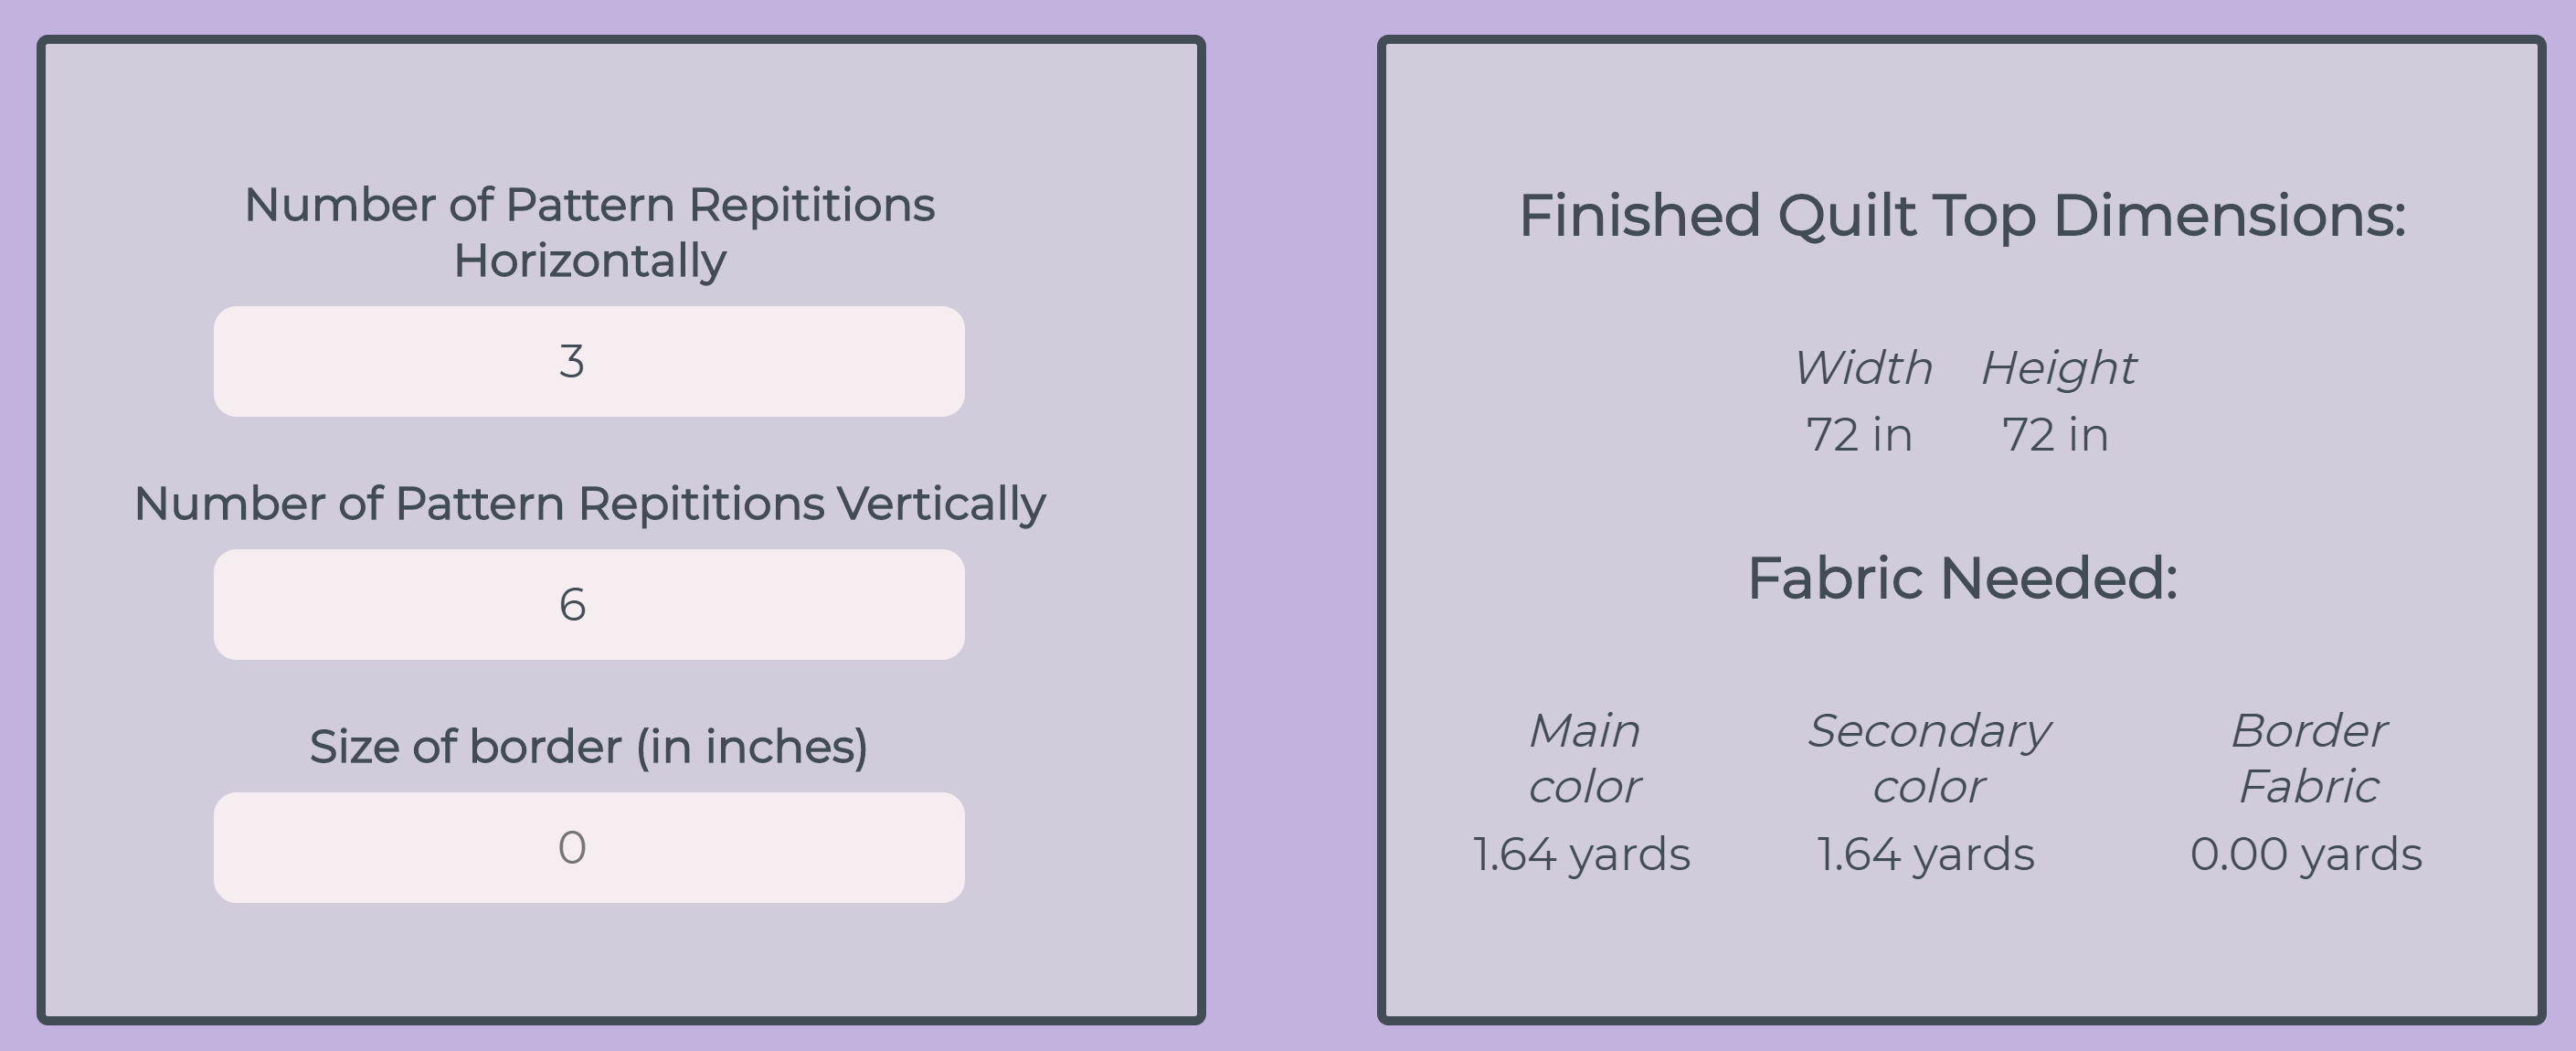 Number of Pattern Repititions
Horizontally
3
Number of Pattern Repititions Vertically
6
Size of border (in inches)
0
Finished Quilt Top Dimensions:
Width Height
72 in 72 in
Fabric Needed:
Main color
1.64 yards
Secondary color
1.64 yards
Border Fabric
0.00 yards